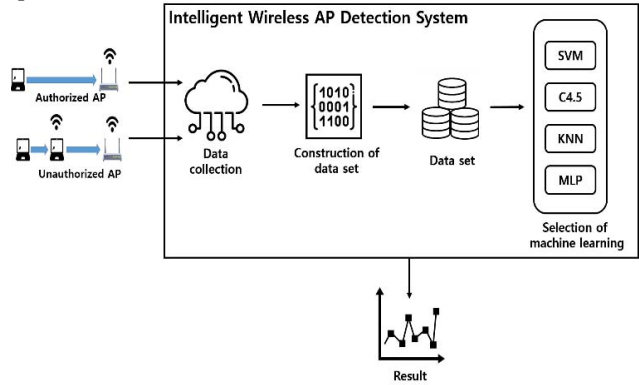 Intelligent Wireless AP Detection System
Authorized AP
Unauthorized AP
Data
collection
1010
0001
1100
Construction of
data set
Data set
SVM
C4.5
KNN
MLP
Selection of
machine learning
Result